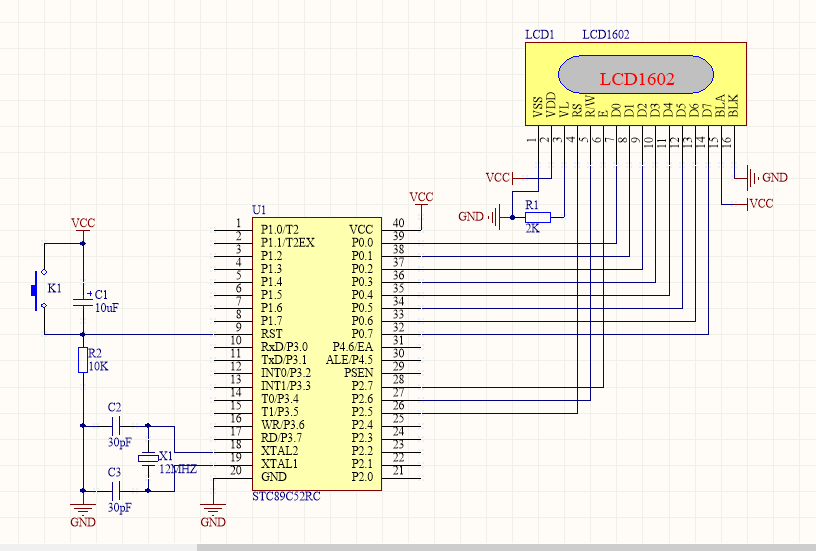 LCD1 LCD1602
LCD1602
VSS VDD VL RS R/W E D0 D1 D2 D3 D4 D5 D6 D7 BLA BLK
1 2 3 4 5 6 7 8 9 10 11 12 13 14 15 16
VCC
GND
VCC
GND
R1
2K
VCC
U1
1 P1.0/T2 VCC 40
2 P1.1/T2EX P0.0 39
3 P1.2 P0.1 38
4 P1.3 P0.2 37
5 P1.4 P0.3 36
6 P1.5 P0.4 35
7 P1.6 P0.5 34
8 P1.7 P0.6 33
9 RST P0.7 32
10 RxD/P3.0 P4.6/EA 31
11 TxD/P3.1 ALE/P4.5 30
12 INT0/P3.2 PSEN 29
13 INT1/P3.3 P2.7 28
14 T0/P3.4 P2.6 27
15 T1/P3.5 P2.5 26
16 WR/P3.6 P2.4 25
17 RD/P3.7 P2.3 24
18 XTAL2 P2.2 23
19 XTAL1 P2.1 22
20 GND P2.0 21
STC89C52RC
VCC
K1
+ C1
10uF
R2
10K
C2
30pF
X1
12MHZ
C3
30pF
GND
GND